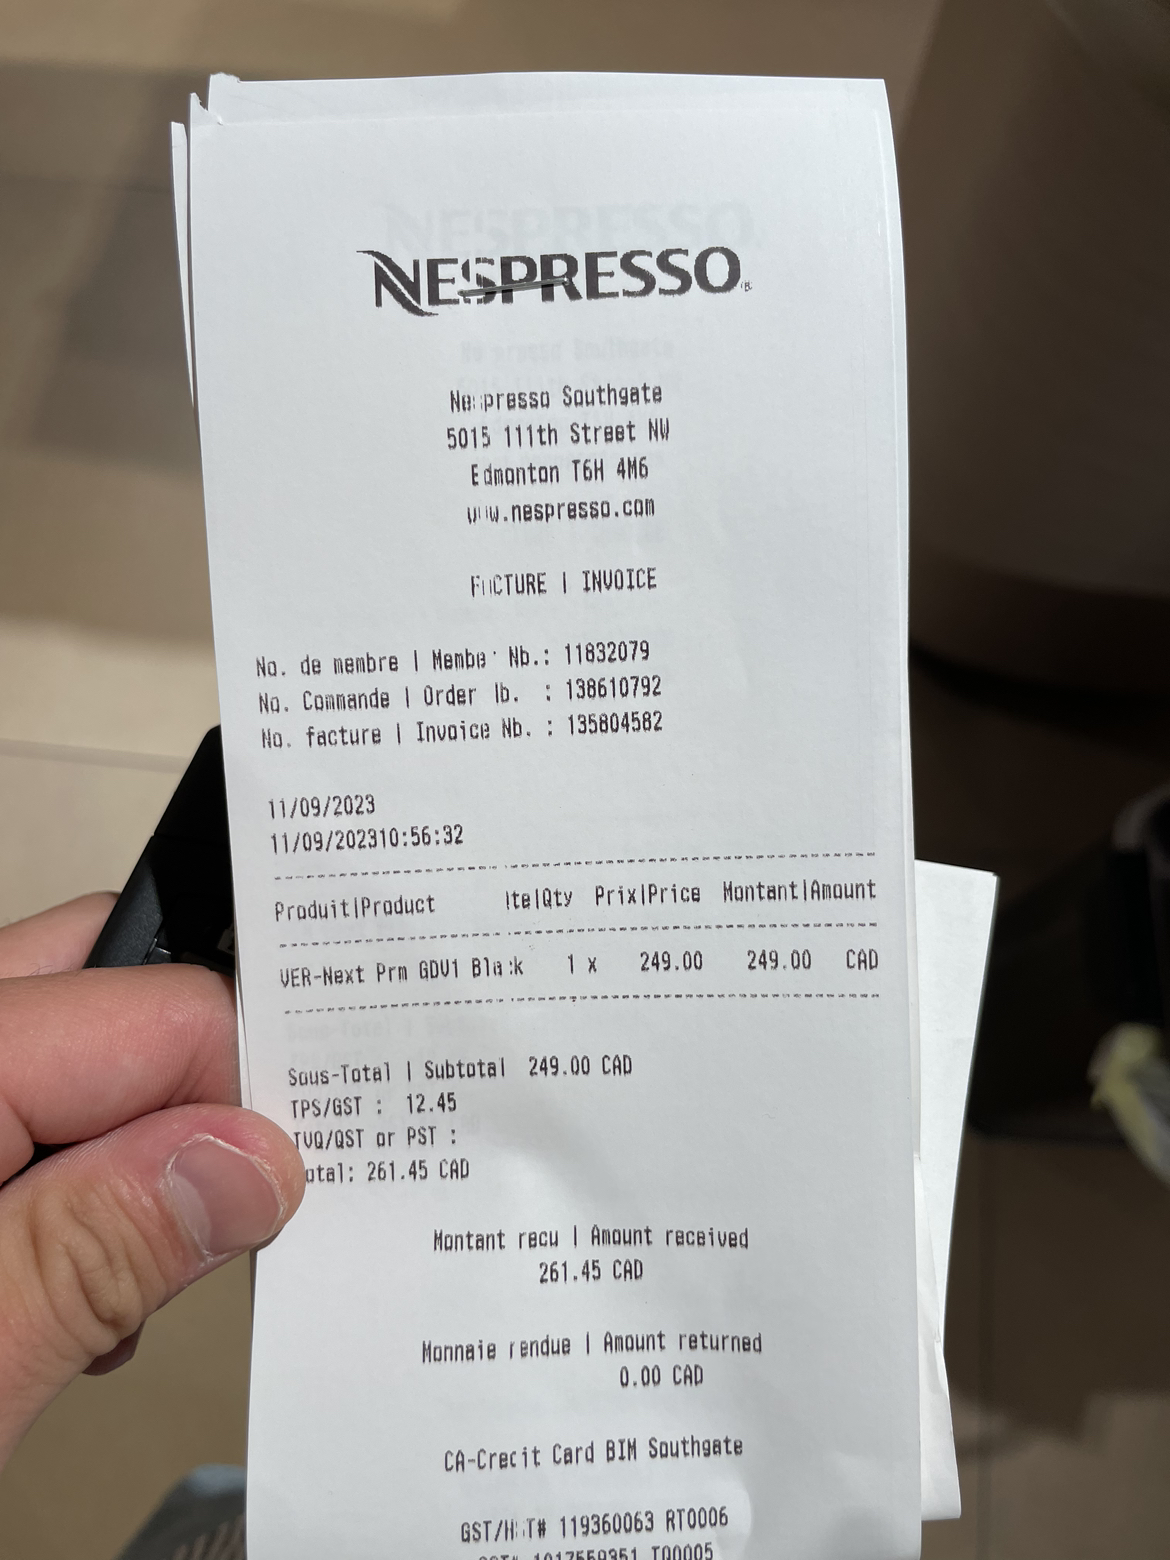 NESPRESSO
Nespresso Southgate
5015 111th Street NW
Edmonton T6H 4M6
www.nespresso.com
FACTURE | INVOICE
No. de membre | Member Nb.: 11832079
No. Commande | Order Nb. : 138610792
No. facture | Invoice Nb. : 135804582
11/09/2023
11/09/202310:56:32
Produit|Product Qte|Qty Prix|Price Montant|Amount
VER-Next Prm GDV1 Black 1 x 249.00 249.00 CAD
Sous-Total | Subtotal 249.00 CAD
TPS/GST : 12.45
TVQ/QST or PST :
Total: 261.45 CAD
Montant recu | Amount received
261.45 CAD
Monnaie rendue | Amount returned
0.00 CAD
CA-Credit Card BIM Southgate
GST/HST# 119360063 RT0006
QST# 1017559351 TQ0005